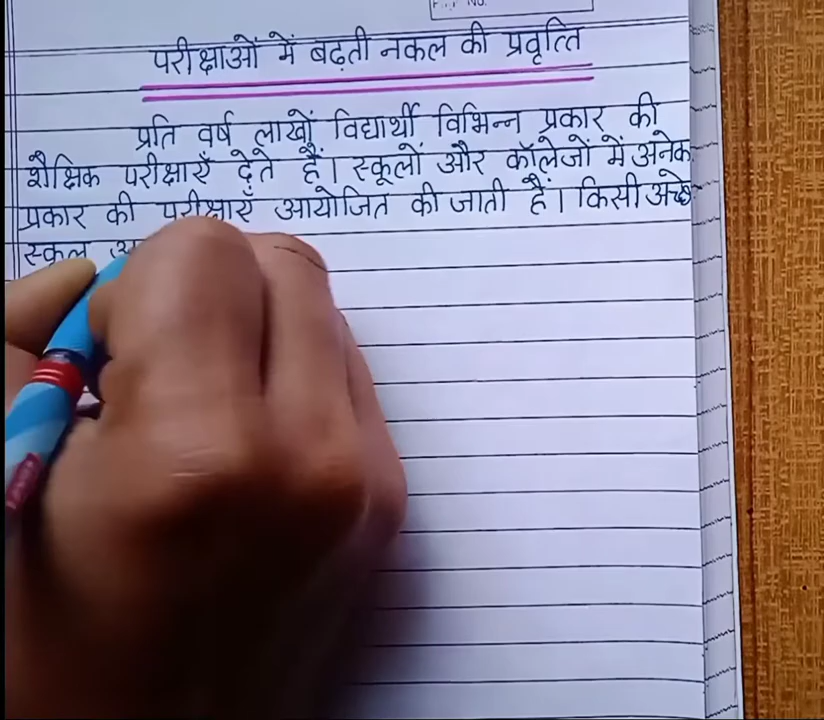 परीक्षाओं में बढ़ती नकल की प्रवृत्ति
प्रति वर्ष लाखों विद्यार्थी विभिन्न प्रकार की
शैक्षिक परीक्षाएँ देते हैं। स्कूलों और कॉलेजों में अनेक
प्रकार की परीक्षाएँ आयोजित की जाती हैं। किसी अच्छे
स्कूल